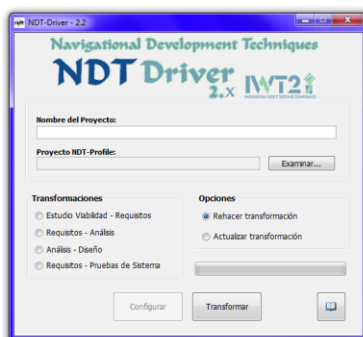 NDT-Driver - 2.2
Navigational Development Techniques
NDT Driver
2.x
IWT2
Nombre del Proyecto:
Proyecto NDT-Profile:
Examinar...
Transformaciones
Estudio Viabilidad - Requisitos
Requisitos - Análisis
Análisis - Diseño
Requisitos - Pruebas de Sistema
Opciones
Rehacer transformación
Actualizar transformación
Configurar
Transformar